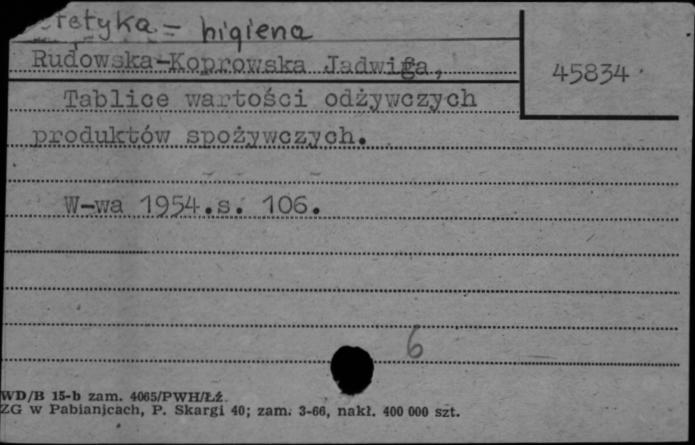 higiena
Rudowska-Koprowska Jadwiga,
45834
Tablice wartości odżywczych
produktów spożywczych.
W-wa 1954.s. 106.
6
WD/B 15-b zam. 4065/PWH/Łź
ZG w Pabianicach, P. Skargi 40; zam. 3-66, nakł. 400 000 szt.